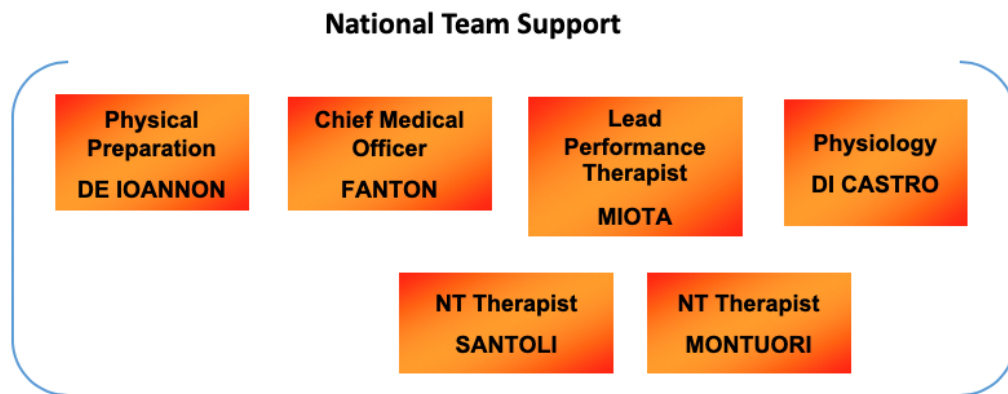 National Team Support
Physical
Preparation
DE IOANNON
Chief Medical
Officer
FANTON
Lead
Performance
Therapist
MIOTA
Physiology
DI CASTRO
NT Therapist
SANTOLI
NT Therapist
MONTUORI